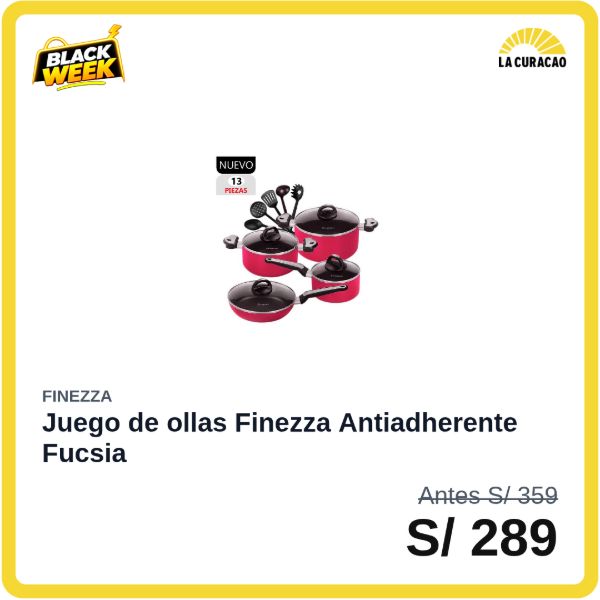 BLACK
WEEK
LA CURACAO
NUEVO
13
PIEZAS
FINEZZA
Juego de ollas Finezza Antiadherente
Fucsia
Antes S/ 359
S/ 289